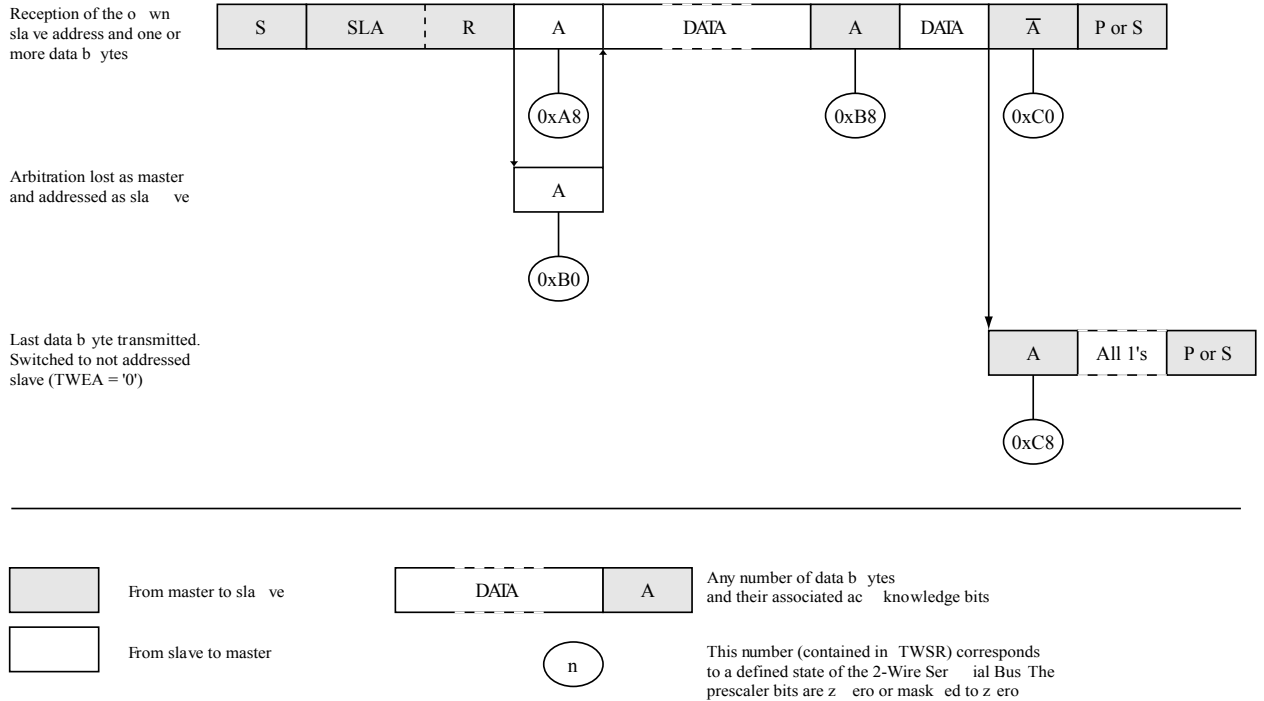 Reception of the o wn
sla ve address and one or
more data b ytes
S SLA R A DATA A DATA A̅ P or S
0xA8 0xB8 0xC0
Arbitration lost as master
and addressed as sla ve
A
0xB0
Last data b yte transmitted.
Switched to not addressed
slave (TWEA = '0')
A All 1's P or S
0xC8
From master to sla ve
DATA A
Any number of data b ytes
and their associated ac knowledge bits
From slave to master
n
This number (contained in TWSR) corresponds
to a defined state of the 2-Wire Ser ial Bus The
prescaler bits are z ero or mask ed to z ero